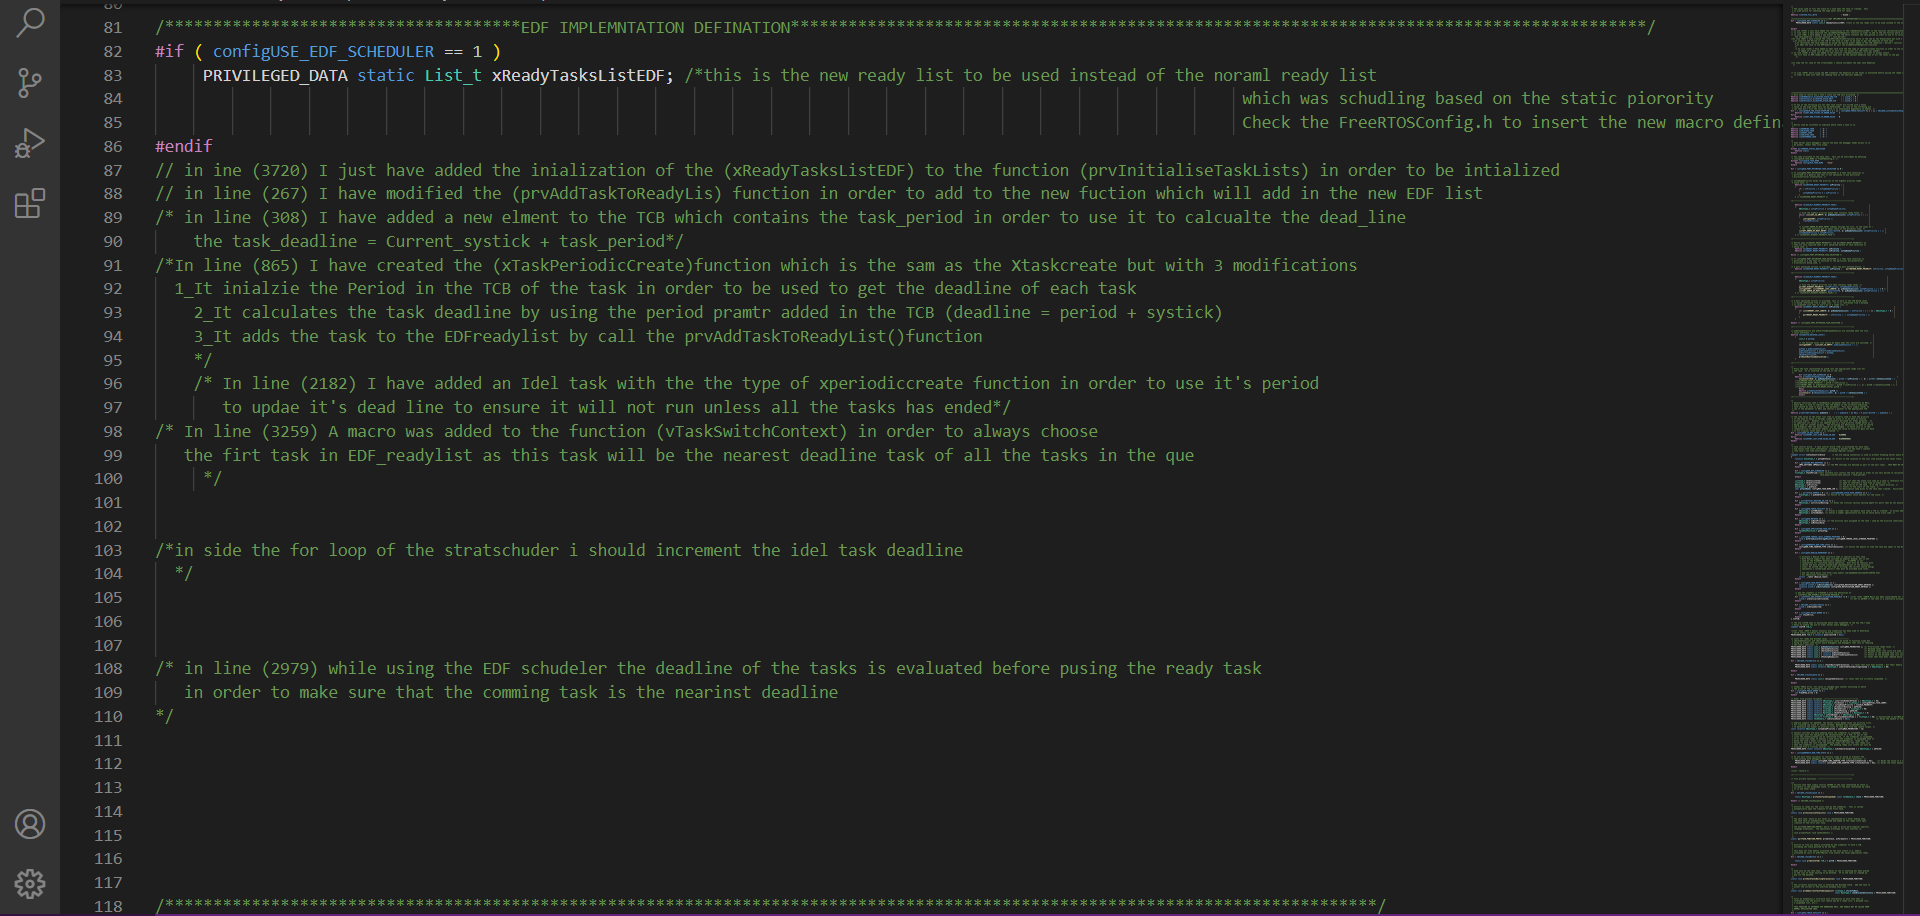 80
81 /*************************************EDF IMPLEMNTATION DEFINATION*****************************************************************************************/
82 #if ( configUSE_EDF_SCHEDULER == 1 )
83 PRIVILEGED_DATA static List_t xReadyTasksListEDF; /*this is the new ready list to be used instead of the noraml ready list
84 which was schudling based on the static piorority
85 Check the FreeRTOSConfig.h to insert the new macro defin
86 #endif
87 // in ine (3720) I just have added the inialization of the (xReadyTasksListEDF) to the function (prvInitialiseTaskLists) in order to be intialized
88 // in line (267) I have modified the (prvAddTaskToReadyLis) function in order to add to the new fuction which will add in the new EDF list
89 /* in line (308) I have added a new elment to the TCB which contains the task_period in order to use it to calcualte the dead_line
90 the task_deadline = Current_systick + task_period*/
91 /*In line (865) I have created the (xTaskPeriodicCreate)function which is the sam as the Xtaskcreate but with 3 modifications
92 1_It inialzie the Period in the TCB of the task in order to be used to get the deadline of each task
93 2_It calculates the task deadline by using the period pramtr added in the TCB (deadline = period + systick)
94 3_It adds the task to the EDFreadylist by call the prvAddTaskToReadyList()function
95 */
96 /* In line (2182) I have added an Idel task with the the type of xperiodiccreate function in order to use it's period
97 to updae it's dead line to ensure it will not run unless all the tasks has ended*/
98 /* In line (3259) A macro was added to the function (vTaskSwitchContext) in order to always choose
99 the firt task in EDF_readylist as this task will be the nearest deadline task of all the tasks in the que
100 */
101
102
103 /*in side the for loop of the stratschuder i should increment the idel task deadline
104 */
105
106
107
108 /* in line (2979) while using the EDF schudeler the deadline of the tasks is evaluated before pusing the ready task
109 in order to make sure that the comming task is the nearinst deadline
110 */
111
112
113
114
115
116
117
118 /******************************************************************************************************************************/